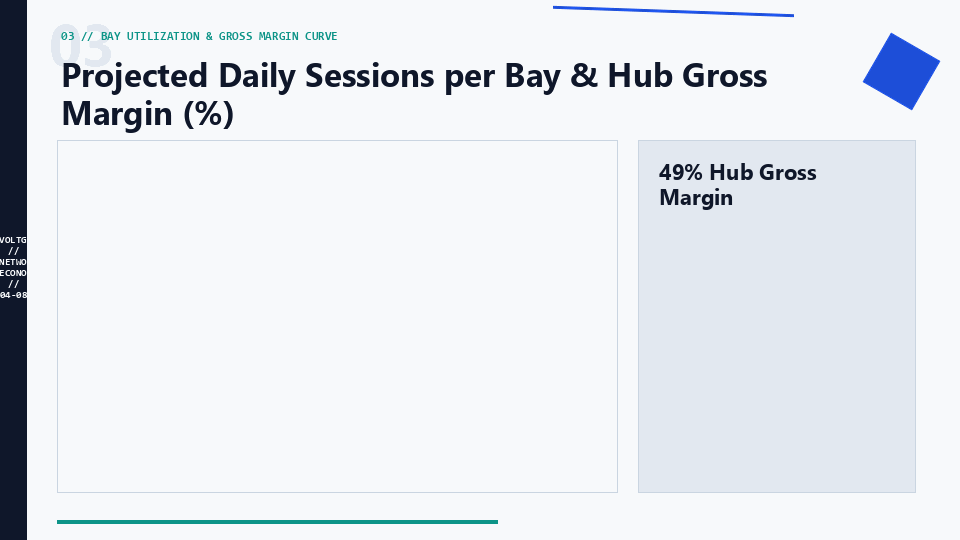 03
03 // BAY UTILIZATION & GROSS MARGIN CURVE
Projected Daily Sessions per Bay & Hub Gross
Margin (%)
49% Hub Gross
Margin
VOLTG
//
NETWO
ECONO
//
04-08